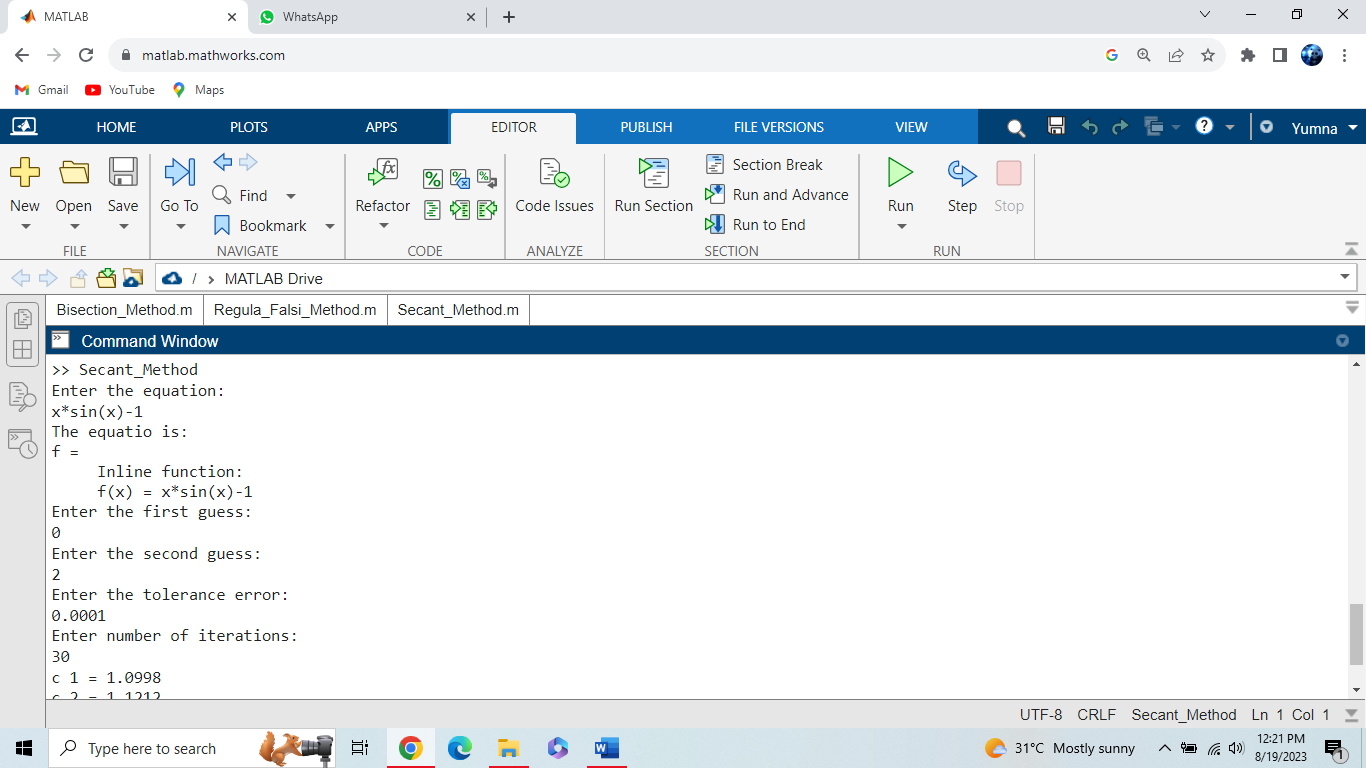 MATLAB
WhatsApp
matlab.mathworks.com
Gmail
YouTube
Maps
HOME
PLOTS
APPS
EDITOR
PUBLISH
FILE VERSIONS
VIEW
?
Yumna
New
Open
Save
Go To
Find
Bookmark
Refactor
Code Issues
Run Section
Section Break
Run and Advance
Run to End
Run
Step
Stop
FILE
NAVIGATE
CODE
ANALYZE
SECTION
RUN
/ › MATLAB Drive
Bisection_Method.m
Regula_Falsi_Method.m
Secant_Method.m
Command Window
>> Secant_Method
Enter the equation:
x*sin(x)-1
The equatio is:
f =
Inline function:
f(x) = x*sin(x)-1
Enter the first guess:
0
Enter the second guess:
2
Enter the tolerance error:
0.0001
Enter number of iterations:
30
c 1 = 1.0998
c 2 = 1.1212
UTF-8 CRLF Secant_Method Ln 1 Col 1
Type here to search
31°C Mostly sunny
12:21 PM
8/19/2023
1